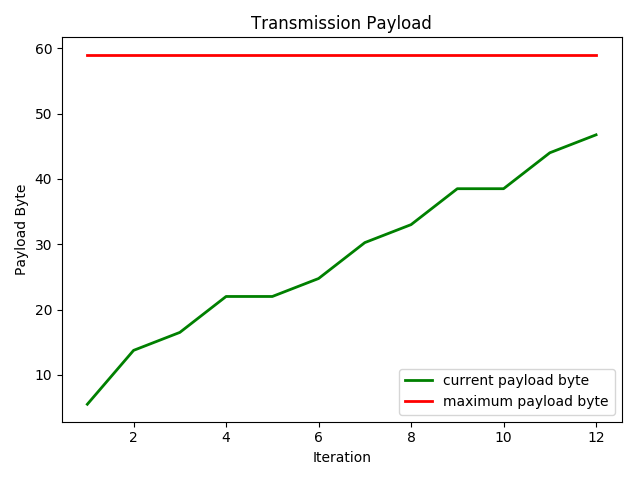 Transmission Payload
60
50
40
30
20
10
Payload Byte
current payload byte
maximum payload byte
2 4 6 8 10 12
Iteration